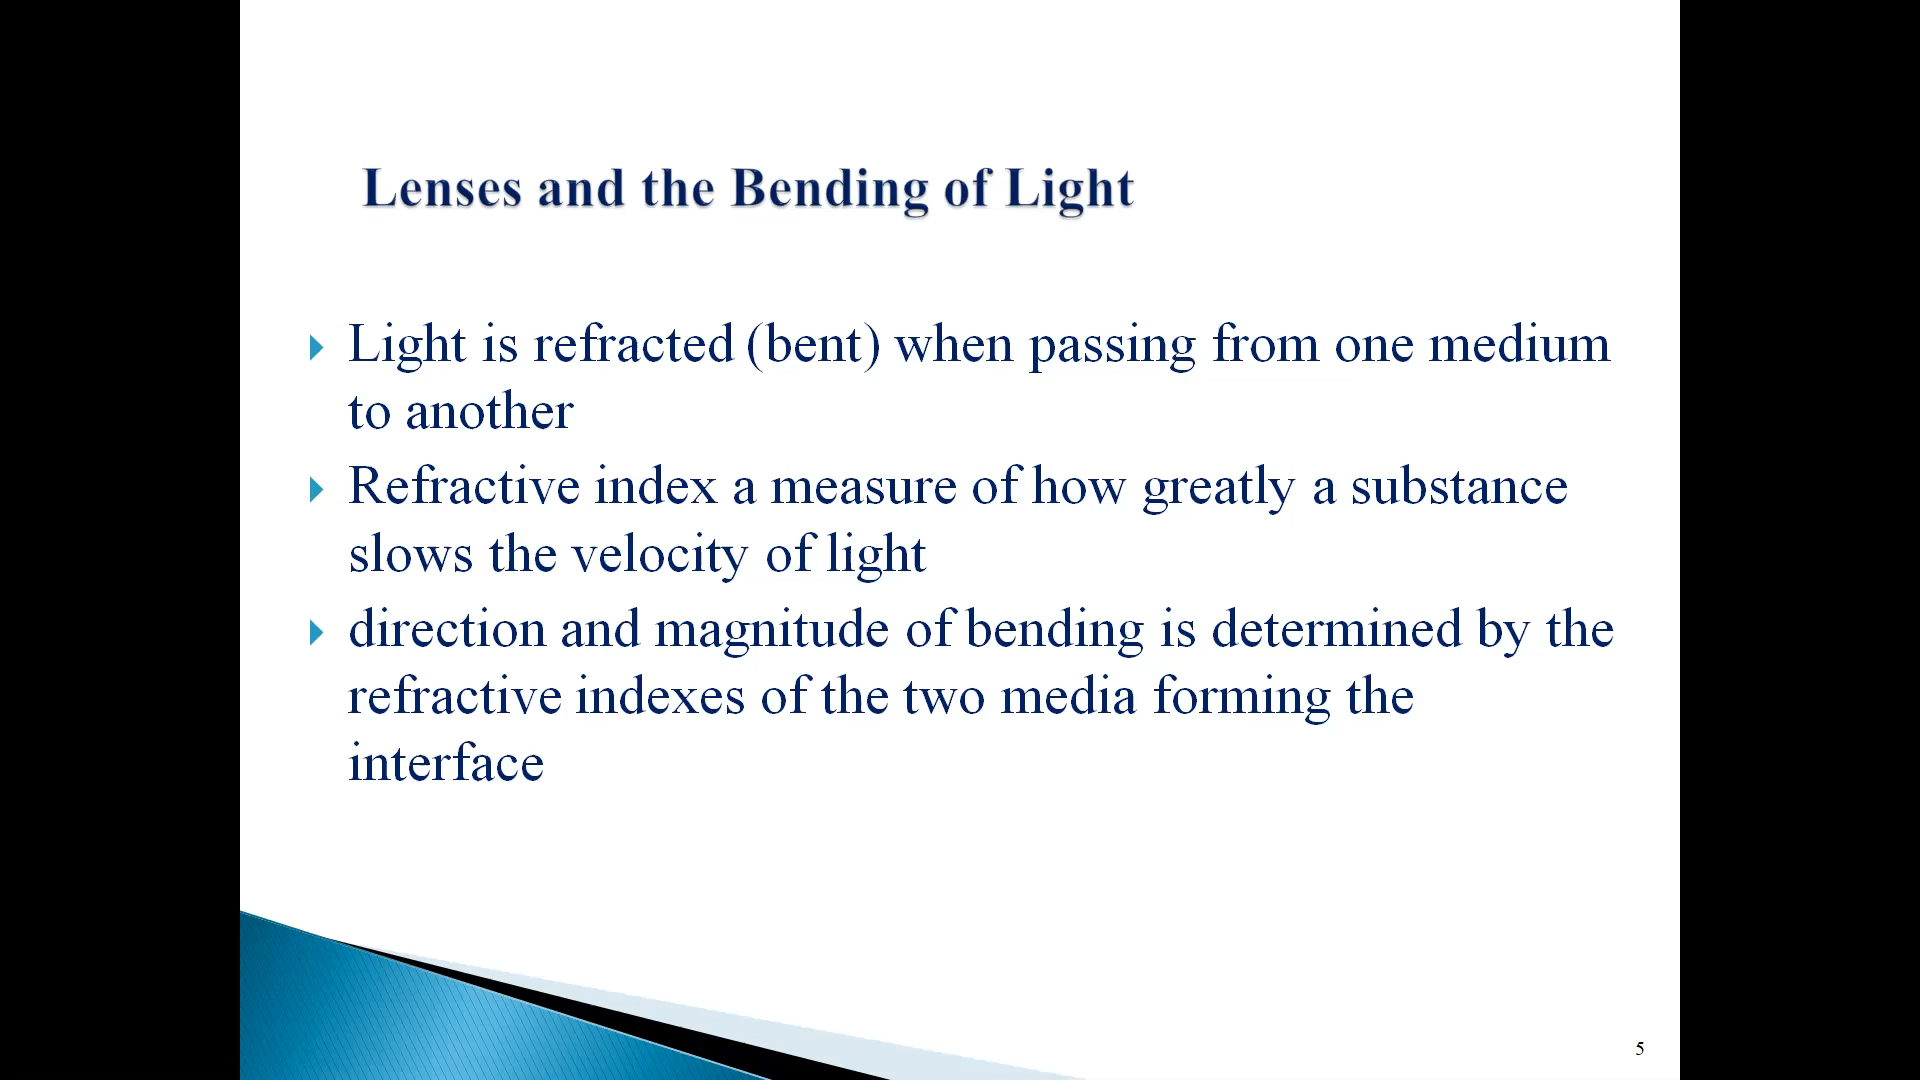 Lenses and the Bending of Light
Light is refracted (bent) when passing from one medium
to another
Refractive index a measure of how greatly a substance
slows the velocity of light
direction and magnitude of bending is determined by the
refractive indexes of the two media forming the
interface
5